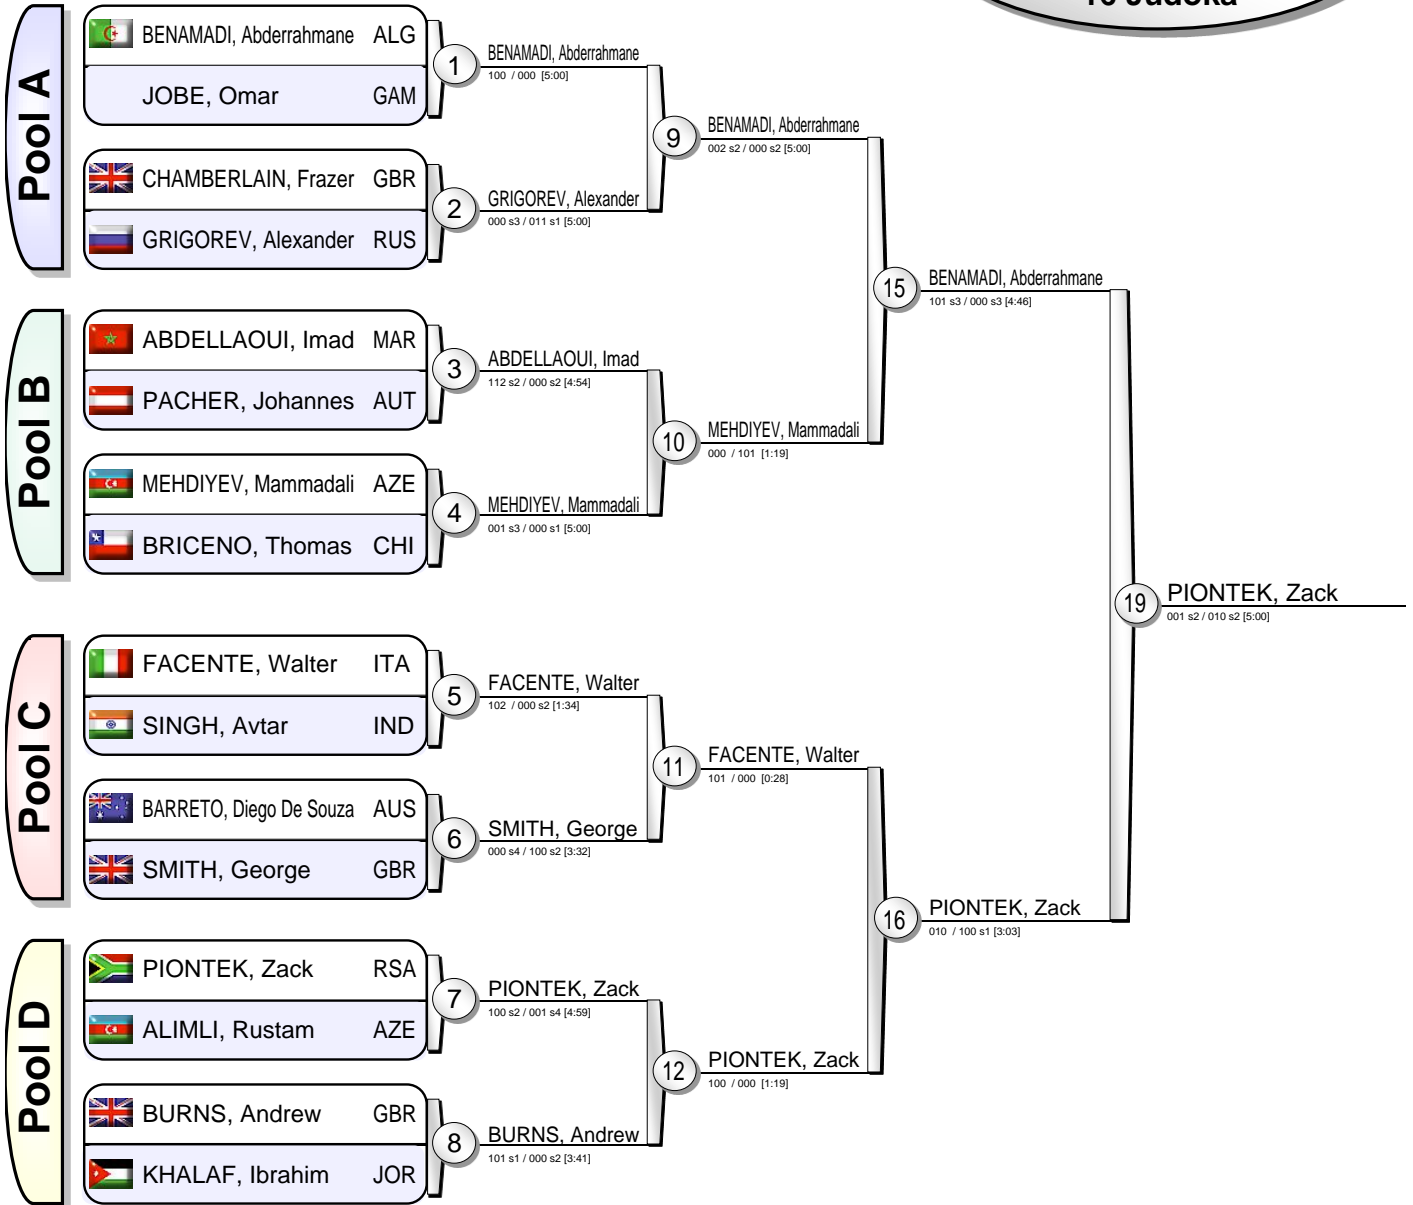 16 Judoka
Pool A
BENAMADI, Abderrahmane ALG
JOBE, Omar GAM
1
BENAMADI, Abderrahmane
100 / 000 [5:00]
CHAMBERLAIN, Frazer GBR
GRIGOREV, Alexander RUS
2
GRIGOREV, Alexander
000 s3 / 011 s1 [5:00]
9
BENAMADI, Abderrahmane
002 s2 / 000 s2 [5:00]
Pool B
ABDELLAOUI, Imad MAR
PACHER, Johannes AUT
3
ABDELLAOUI, Imad
112 s2 / 000 s2 [4:54]
MEHDIYEV, Mammadali AZE
BRICENO, Thomas CHI
4
MEHDIYEV, Mammadali
001 s3 / 000 s1 [5:00]
10
MEHDIYEV, Mammadali
000 / 101 [1:19]
15
BENAMADI, Abderrahmane
101 s3 / 000 s3 [4:46]
Pool C
FACENTE, Walter ITA
SINGH, Avtar IND
5
FACENTE, Walter
102 / 000 s2 [1:34]
BARRETO, Diego De Souza AUS
SMITH, George GBR
6
SMITH, George
000 s4 / 100 s2 [3:32]
11
FACENTE, Walter
101 / 000 [0:28]
Pool D
PIONTEK, Zack RSA
ALIMLI, Rustam AZE
7
PIONTEK, Zack
100 s2 / 001 s4 [4:59]
BURNS, Andrew GBR
KHALAF, Ibrahim JOR
8
BURNS, Andrew
101 s1 / 000 s2 [3:41]
12
PIONTEK, Zack
100 / 000 [1:19]
16
PIONTEK, Zack
010 / 100 s1 [3:03]
19
PIONTEK, Zack
001 s2 / 010 s2 [5:00]